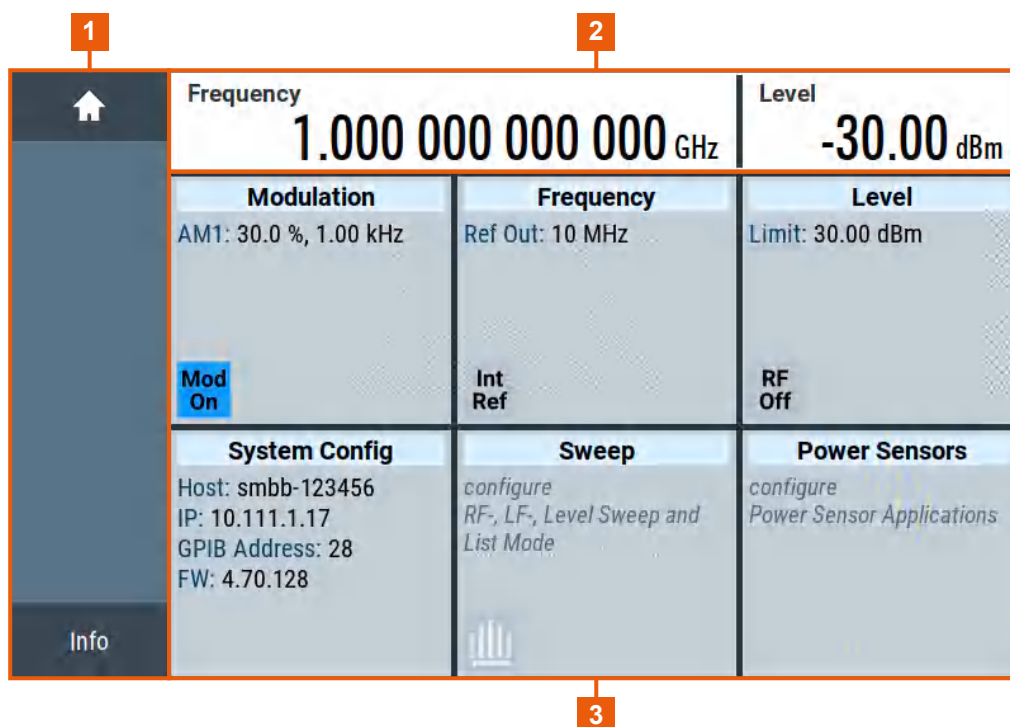 1
2
Frequency
1.000 000 000 000 GHz
Level
-30.00 dBm
Modulation
AM1: 30.0 %, 1.00 kHz
Mod
On
Frequency
Ref Out: 10 MHz
Int
Ref
Level
Limit: 30.00 dBm
RF
Off
System Config
Host: smbb-123456
IP: 10.111.1.17
GPIB Address: 28
FW: 4.70.128
Sweep
configure
RF-, LF-, Level Sweep and
List Mode
Power Sensors
configure
Power Sensor Applications
Info
3